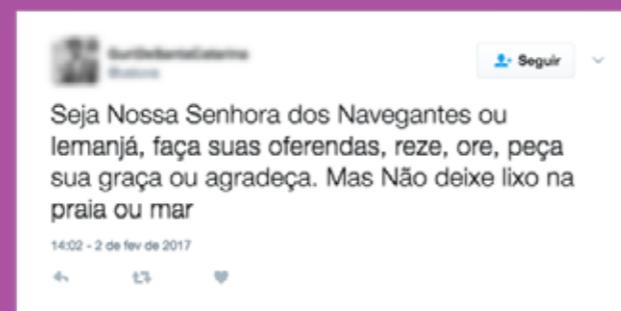 Seguir
Seja Nossa Senhora dos Navegantes ou
Iemanjá, faça suas oferendas, reze, ore, peça
sua graça ou agradeça. Mas Não deixe lixo na
praia ou mar
14:02 - 2 de fev de 2017